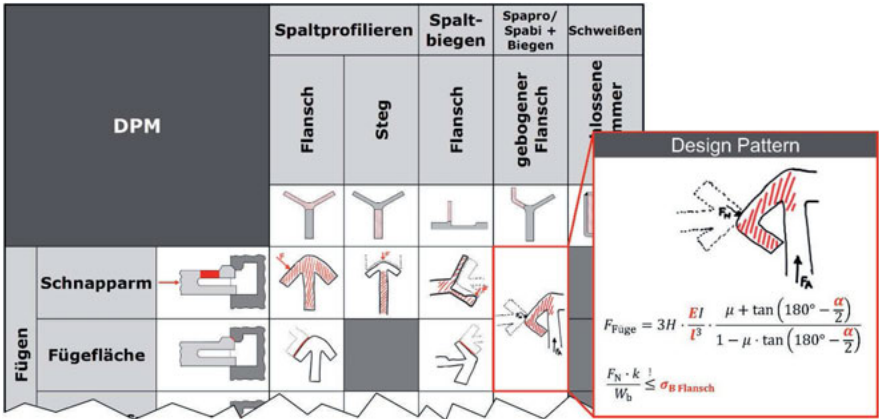 DPM
Spaltprofilieren
Spalt-
biegen
Spapro/
Spabi +
Biegen
Schweißen
Flansch
Steg
Flansch
gebogener
Flansch
Fügen
Schnapparm
Fügefläche
Design Pattern
F_H
F_A
F_Füge = 3H · EI/l³ · (μ + tan (180° − α/2)) / (1 − μ · tan (180° − α/2))
(F_N · k)/W_b ≤! σ_B Flansch